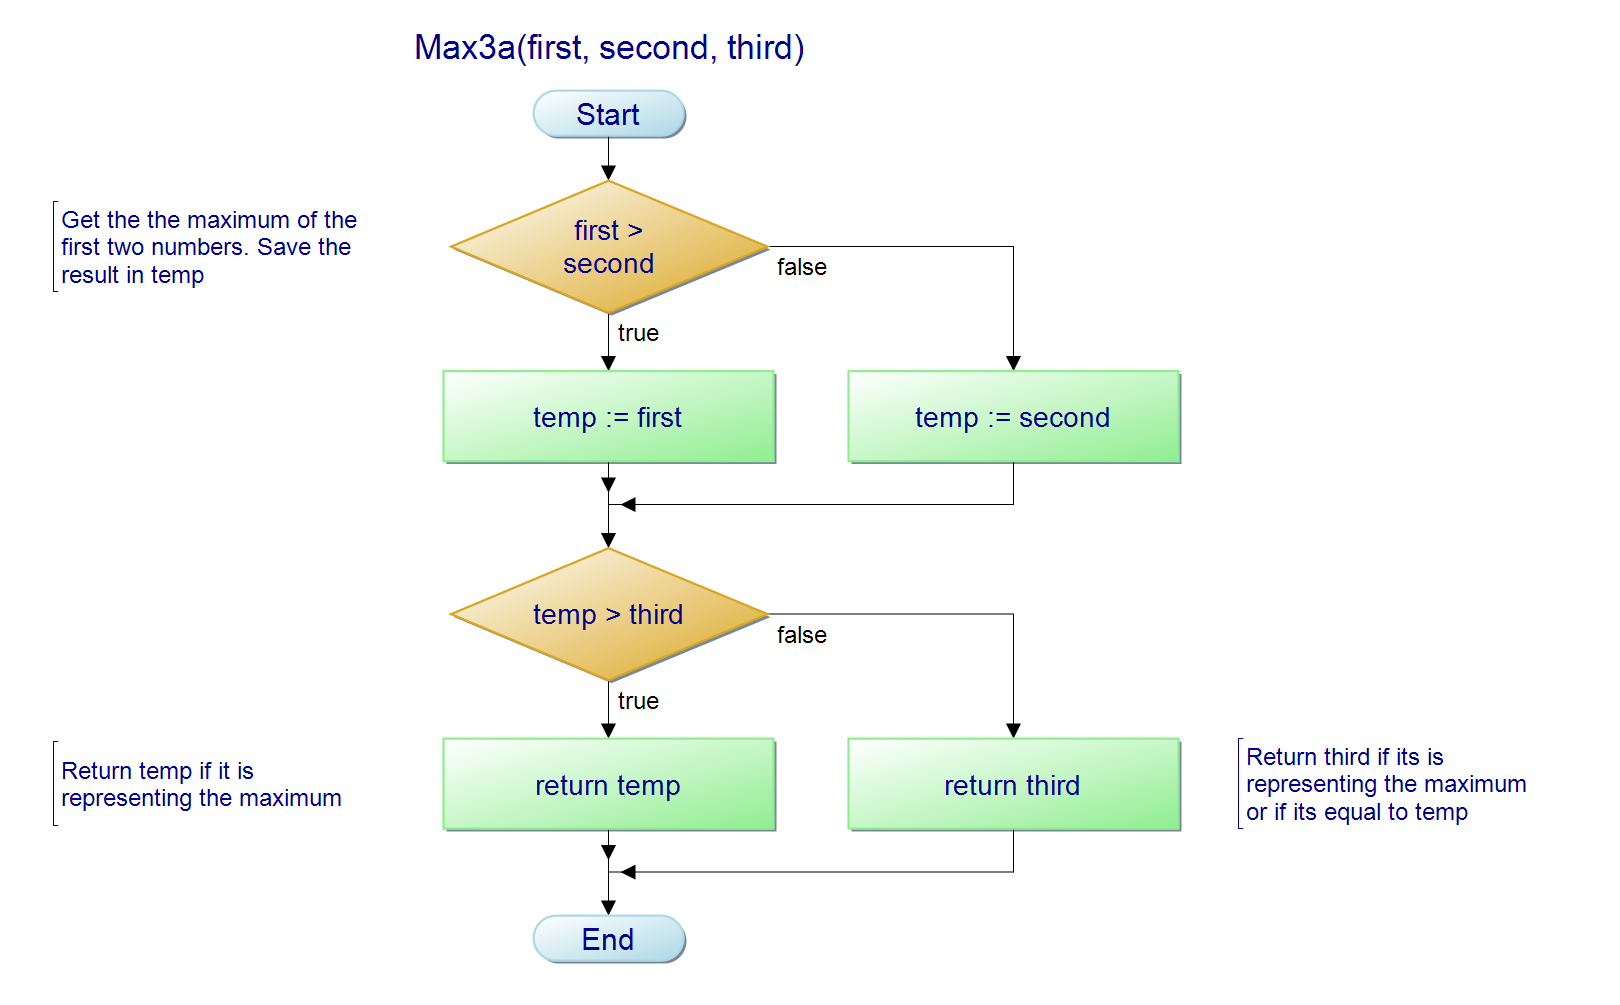 Max3a(first, second, third)
Start
Get the the maximum of the
first two numbers. Save the
result in temp
first >
second
false
true
temp := first
temp := second
temp > third
false
true
Return temp if it is
representing the maximum
return temp
return third
Return third if its is
representing the maximum
or if its equal to temp
End